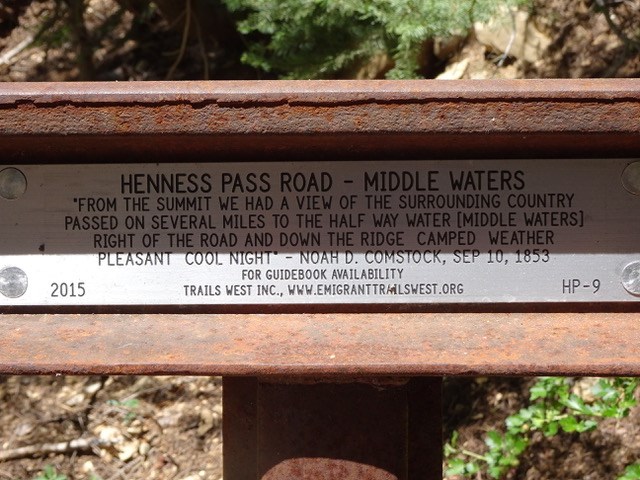 HENNESS PASS ROAD - MIDDLE WATERS
"FROM THE SUMMIT WE HAD A VIEW OF THE SURROUNDING COUNTRY
PASSED ON SEVERAL MILES TO THE HALF WAY WATER [MIDDLE WATERS]
RIGHT OF THE ROAD AND DOWN THE RIDGE CAMPED WEATHER
PLEASANT COOL NIGHT" - NOAH D. COMSTOCK, SEP 10, 1853
FOR GUIDEBOOK AVAILABILITY
2015 TRAILS WEST INC., WWW.EMIGRANTTRAILSWEST.ORG HP-9